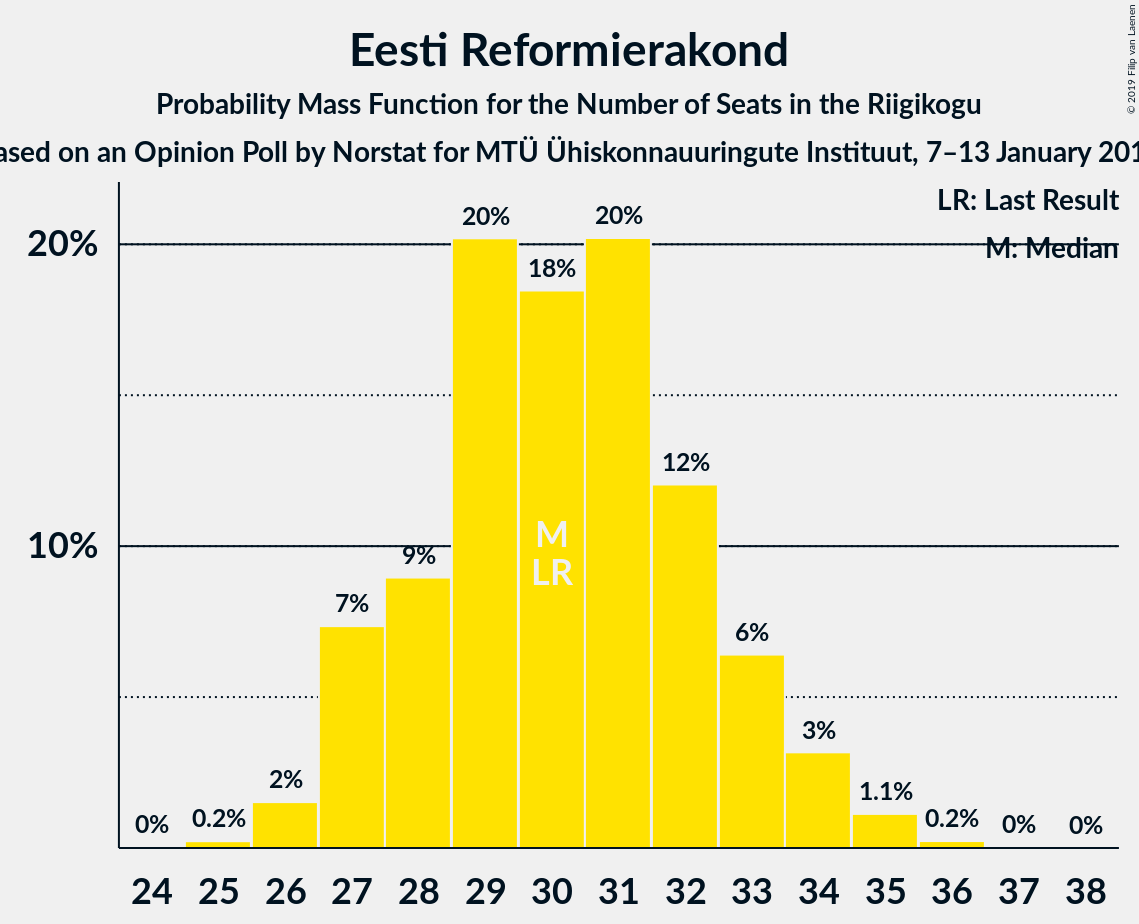 Eesti Reformierakond
Probability Mass Function for the Number of Seats in the Riigikogu
ased on an Opinion Poll by Norstat for MTÜ Ühiskonnauuringute Instituut, 7–13 January 201
© 2019 Filip van Laenen
LR: Last Result
M: Median
20%
10%
0%
0.2%
2%
7%
9%
20%
18%
20%
12%
6%
3%
1.1%
0.2%
0%
0%
M
LR
24 25 26 27 28 29 30 31 32 33 34 35 36 37 38